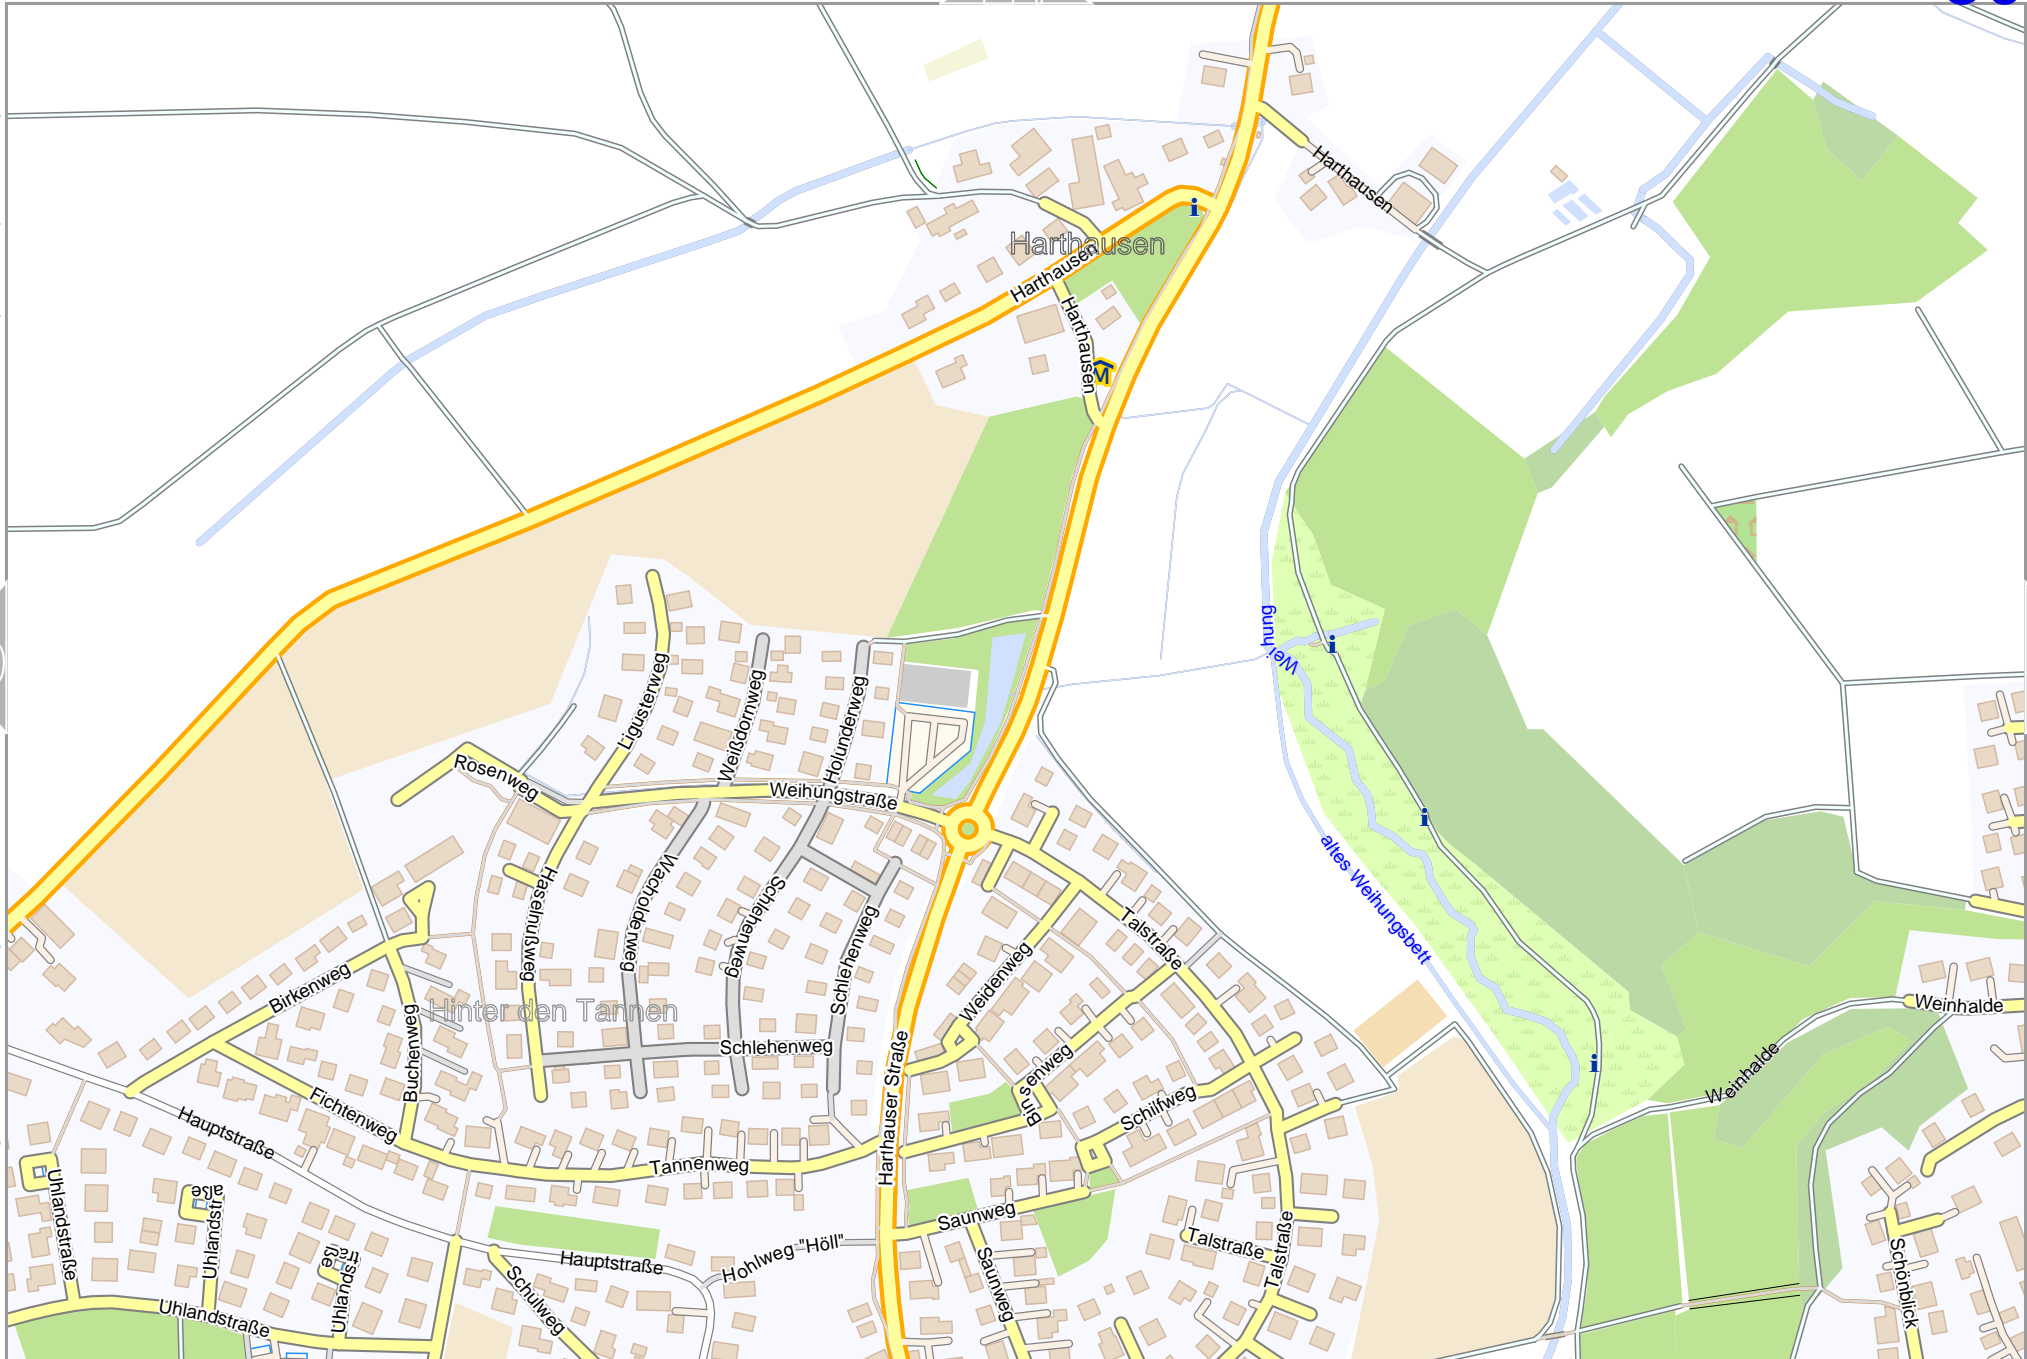 Harthausen
Harthausen
Harthausen
Harthausen
M
Weihung
altes Weihungsbett
Rosenweg
Ligusterweg
Weißdornweg
Holunderweg
Weihungstraße
Haselnußweg
Wacholderweg
Schlehenweg
Schlehenweg
Schlehenweg
Talstraße
Weidenweg
Birkenweg
Buchenweg
Hinter den Tannen
Harthauser Straße
Binsenweg
Schilfweg
Fichtenweg
Hauptstraße
Tannenweg
Weinhalde
Weinhalde
Uhlandstraße
Uhlandstraße
Uhlandstraße
Uhlandstraße
Hauptstraße
Hohlweg "Höll"
Schulweg
Saunweg
Saunweg
Talstraße
Talstraße
Schönblick